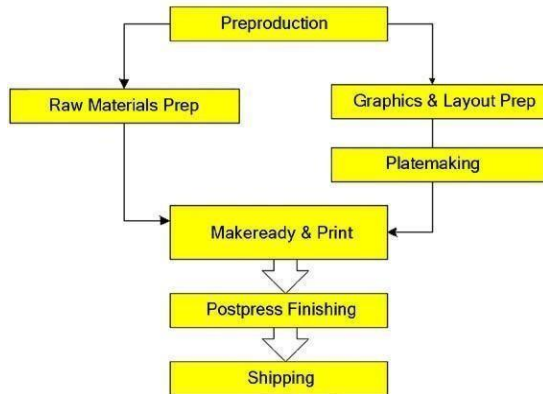 Preproduction
Raw Materials Prep
Graphics & Layout Prep
Platemaking
Makeready & Print
Postpress Finishing
Shipping